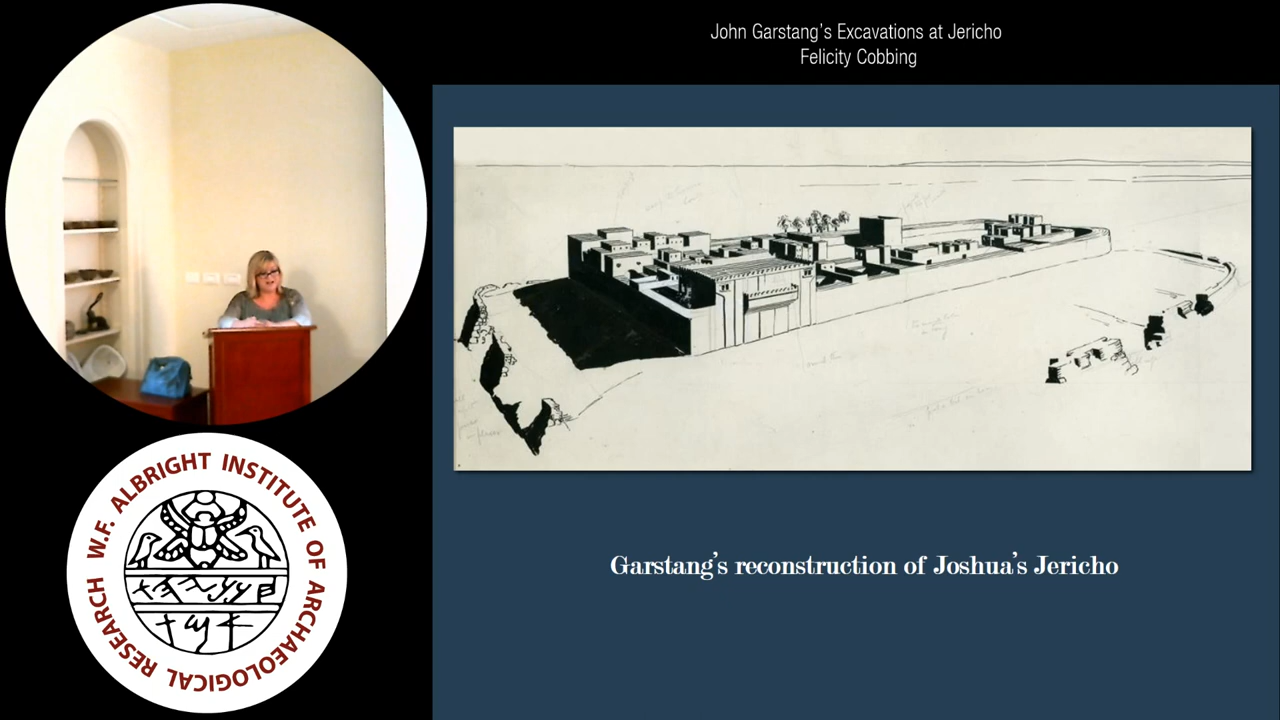 John Garstang's Excavations at Jericho
Felicity Cobbing
Garstang's reconstruction of Joshua's Jericho
W.F. ALBRIGHT INSTITUTE OF ARCHAEOLOGICAL RESEARCH